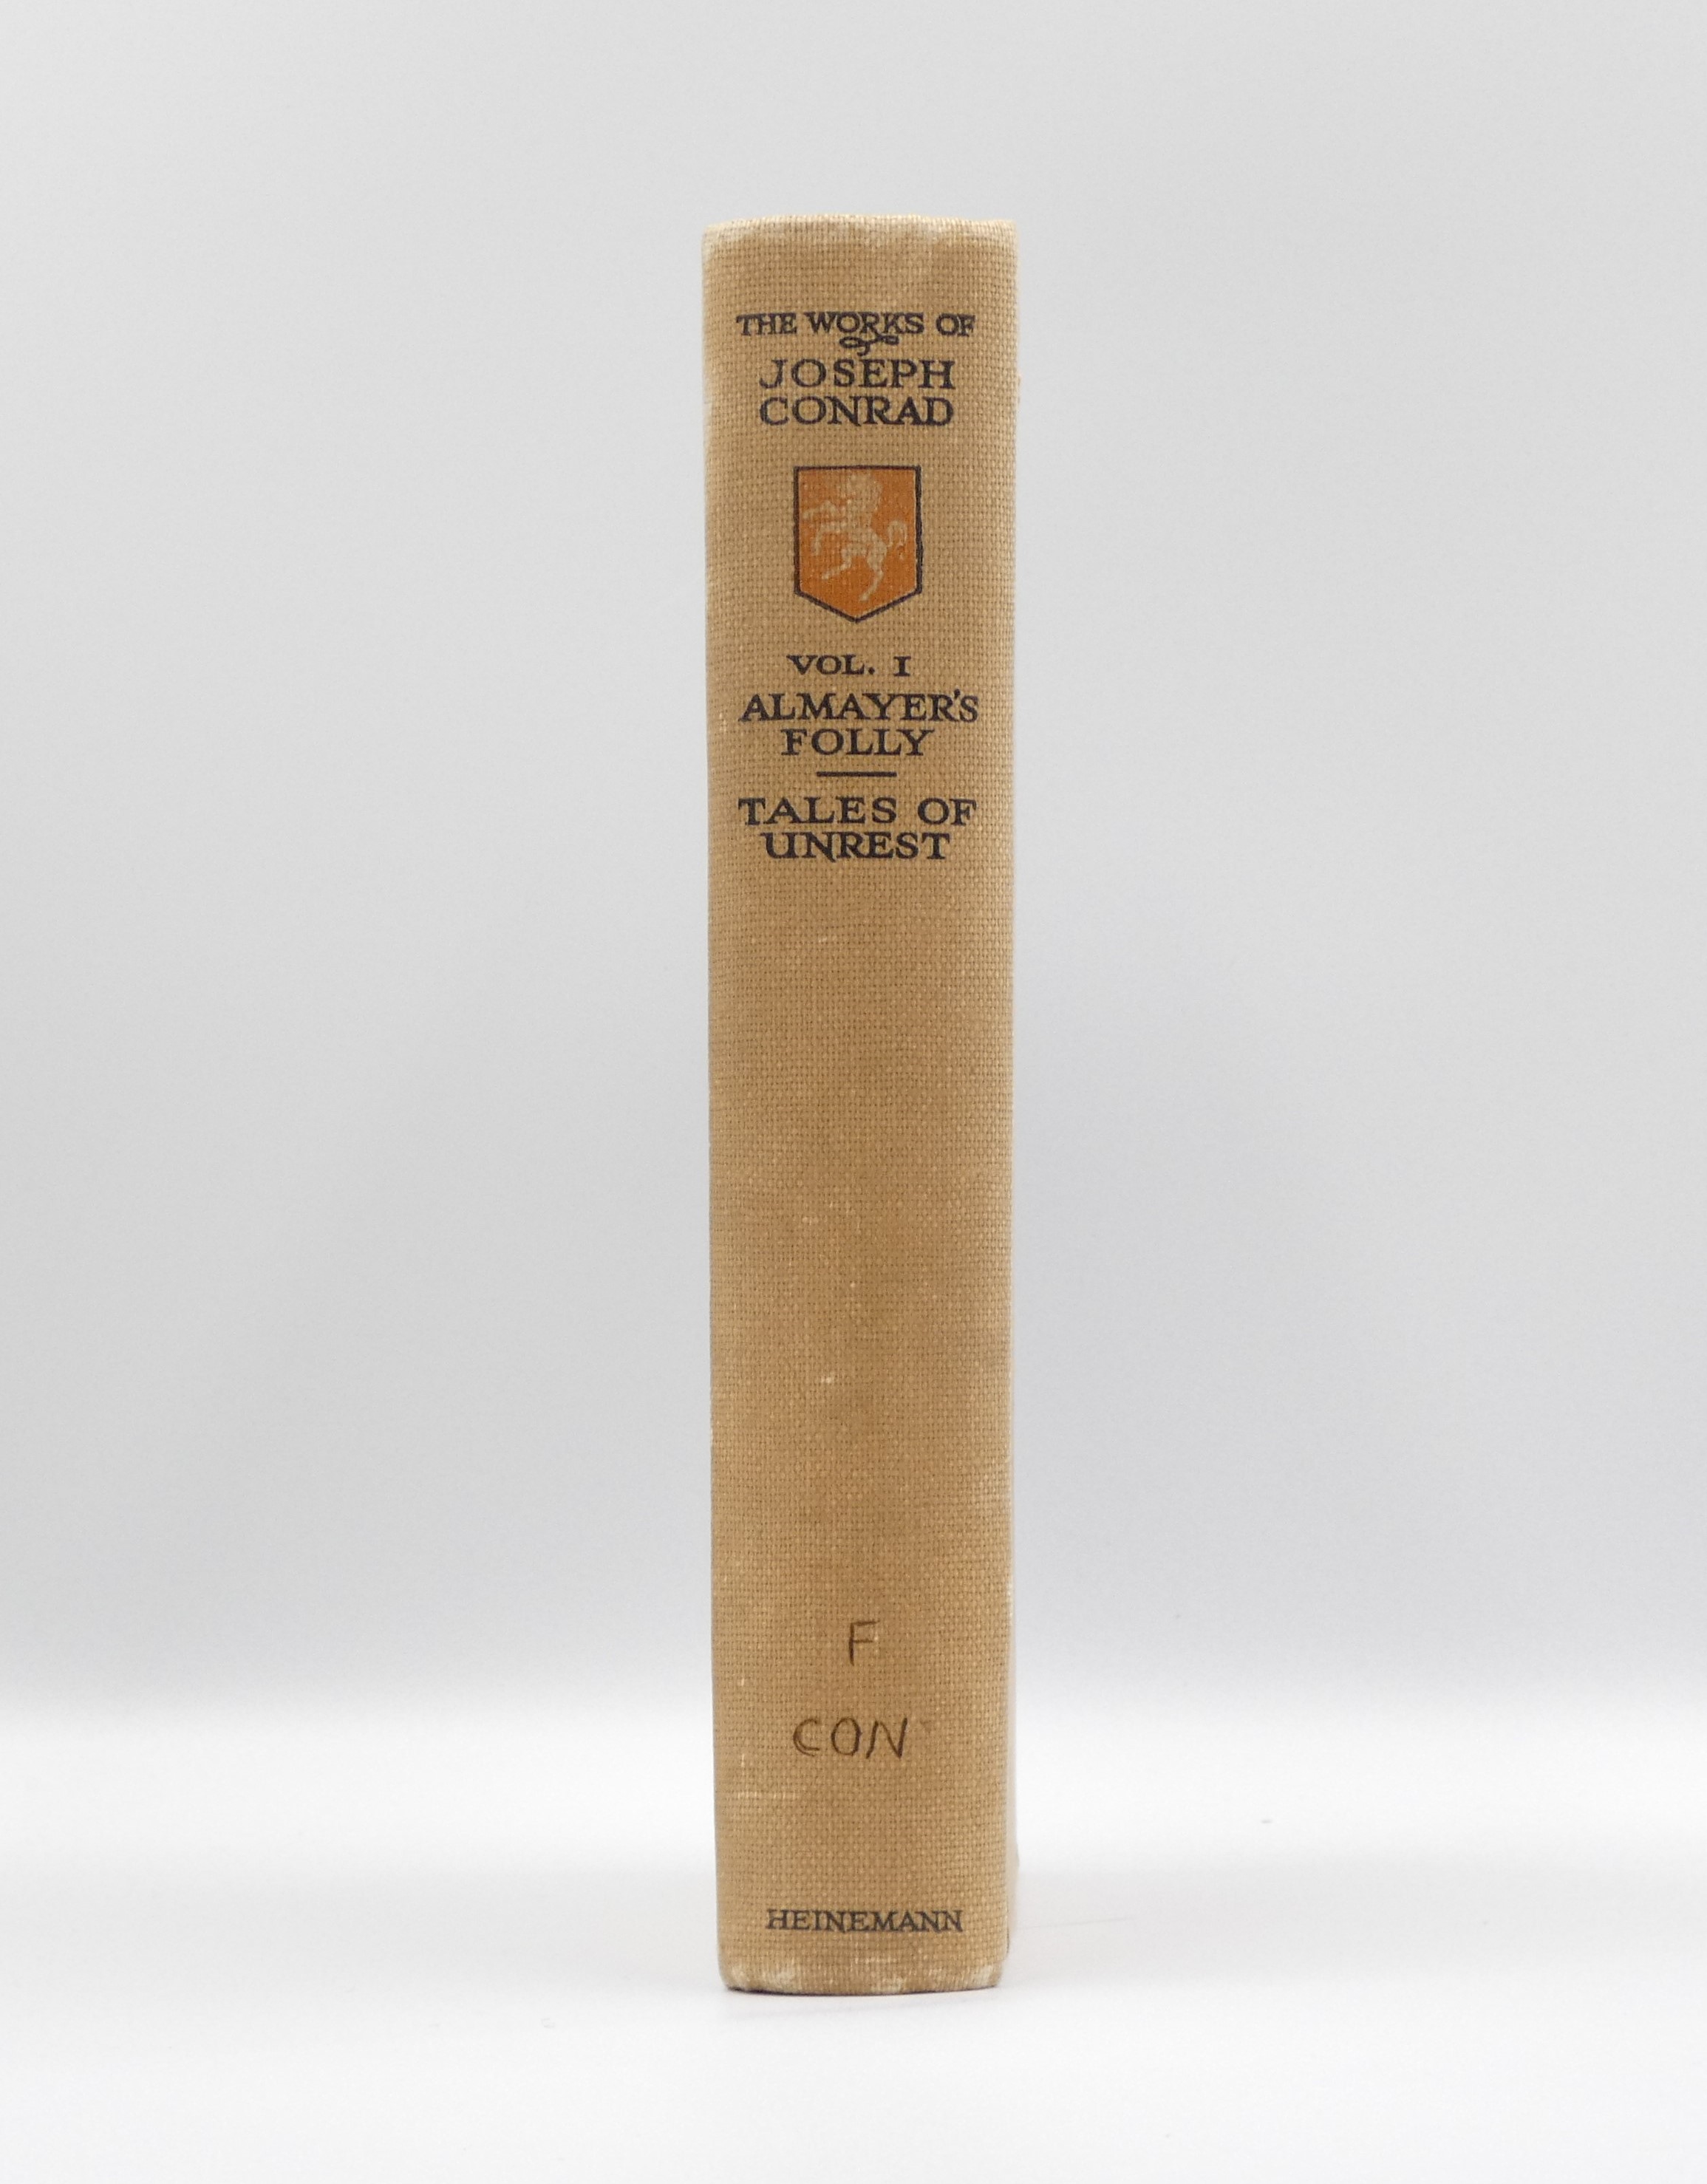 THE WORKS OF
JOSEPH
CONRAD
VOL. I
ALMAYER'S
FOLLY
TALES OF
UNREST
F
CON
HEINEMANN